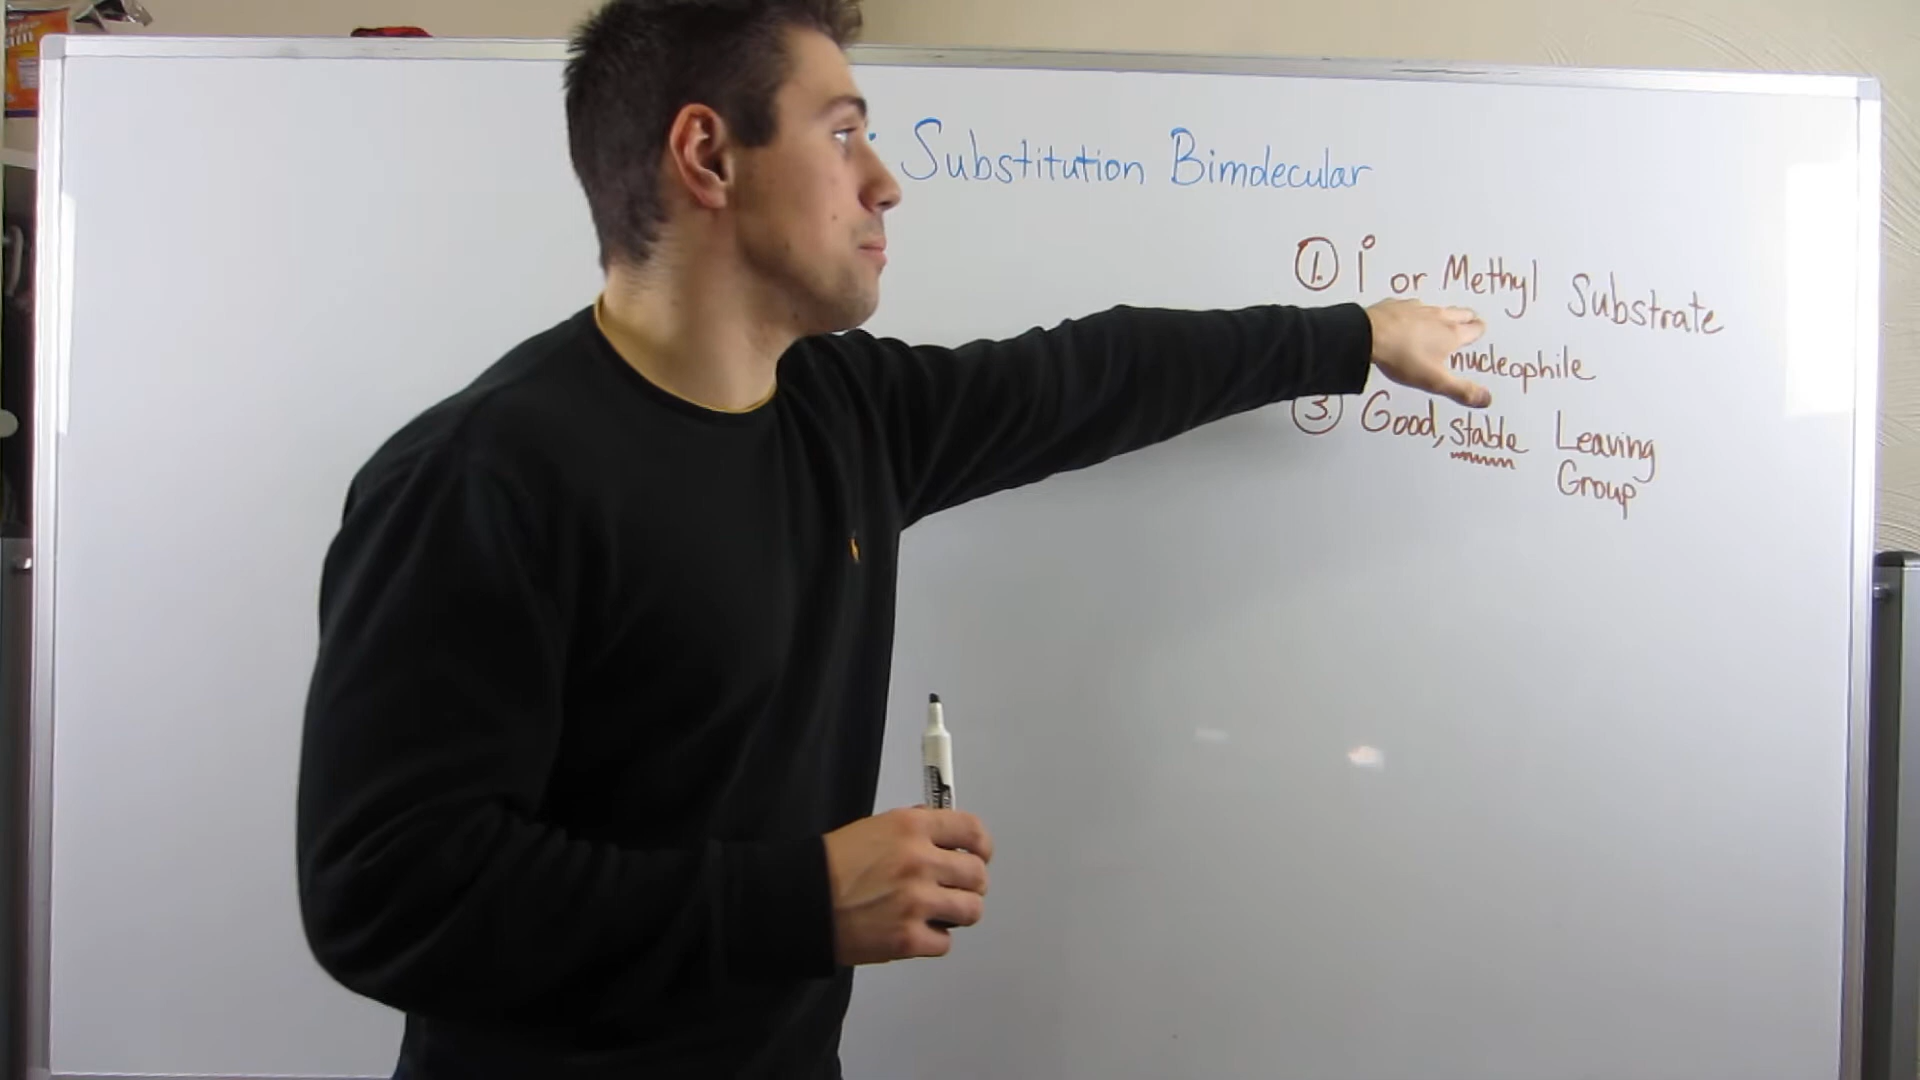 Substitution Bimolecular
1. 1° or Methyl Substrate
nucleophile
3. Good, stable Leaving
Group